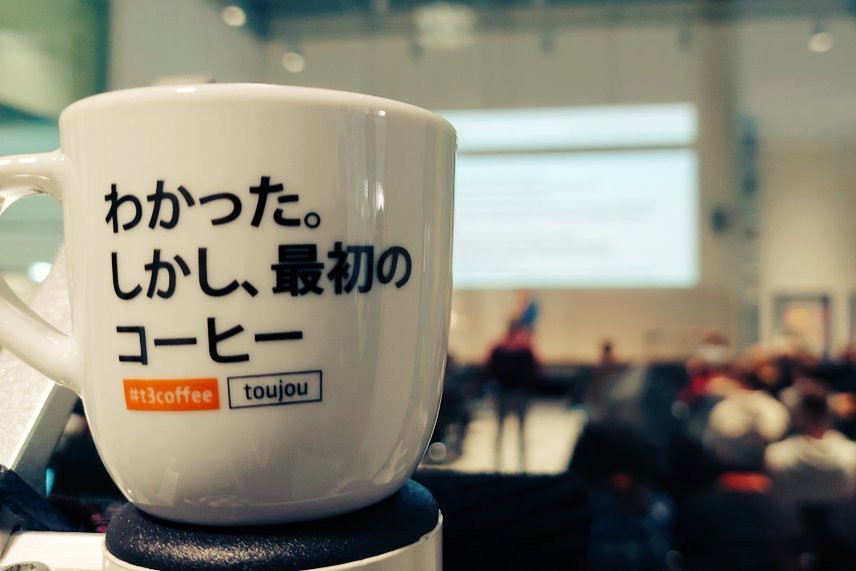 わかった。
しかし、最初の
コーヒー
#t3coffee toujou